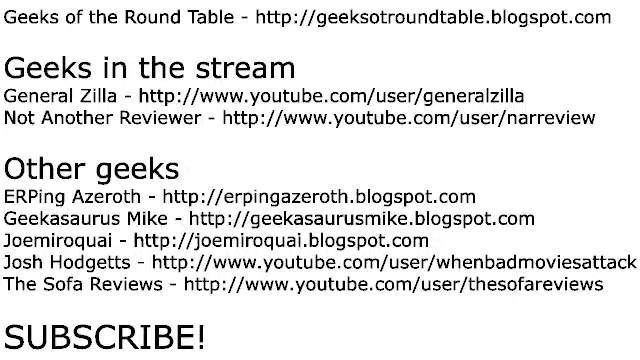 Geeks of the Round Table - http://geeksotroundtable.blogspot.com
Geeks in the stream
General Zilla - http://www.youtube.com/user/generalzilla
Not Another Reviewer - http://www.youtube.com/user/narreview
Other geeks
ERPing Azeroth - http://erpingazeroth.blogspot.com
Geekasaurus Mike - http://geekasaurusmike.blogspot.com
Joemiroquai - http://joemiroquai.blogspot.com
Josh Hodgetts - http://www.youtube.com/user/whenbadmoviesattack
The Sofa Reviews - http://www.youtube.com/user/thesofareviews
SUBSCRIBE!